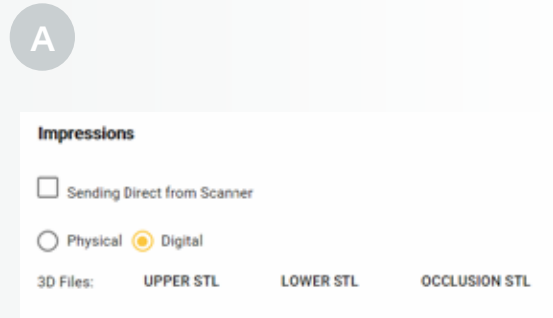 A
Impressions
Sending Direct from Scanner
Physical Digital
3D Files: UPPER STL LOWER STL OCCLUSION STL